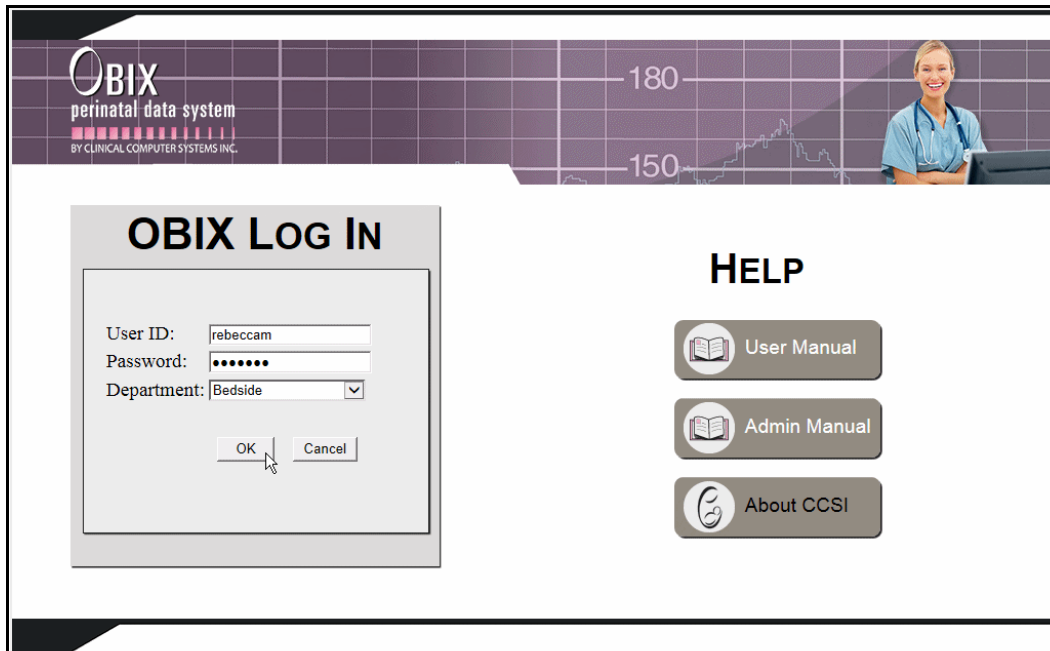 OBIX
perinatal data system
BY CLINICAL COMPUTER SYSTEMS INC.
180
150
OBIX LOG IN
User ID: rebeccam
Password: •••••••
Department: Bedside
OK Cancel
HELP
User Manual
Admin Manual
About CCSI